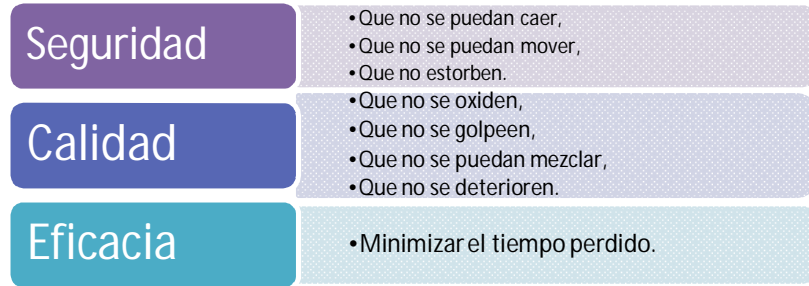 Seguridad
•Que no se puedan caer,
•Que no se puedan mover,
•Que no estorben.
Calidad
•Que no se oxiden,
•Que no se golpeen,
•Que no se puedan mezclar,
•Que no se deterioren.
Eficacia
•Minimizar el tiempo perdido.